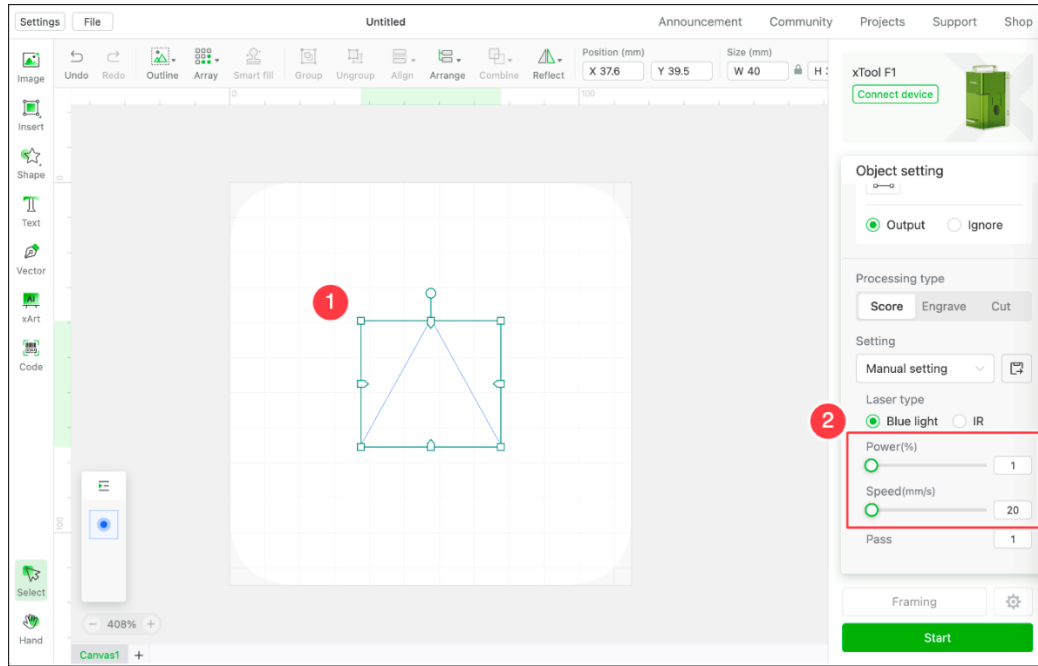 Settings File Untitled Announcement Community Projects Support Shop
Image
Undo Redo Outline Array Smart fill Group Ungroup Align Arrange Combine Reflect
Position (mm)
X 37.6 Y 39.5
Size (mm)
W 40 H
0 100
Insert
Shape
Text
Vector
AI
xArt
Code
Select
Hand
0
100
1
408%
Canvas1
xTool F1
Connect device
Object setting
Output Ignore
Processing type
Score Engrave Cut
Setting
Manual setting
Laser type
2
Blue light IR
Power(%)
1
Speed(mm/s)
20
Pass 1
Framing
Start